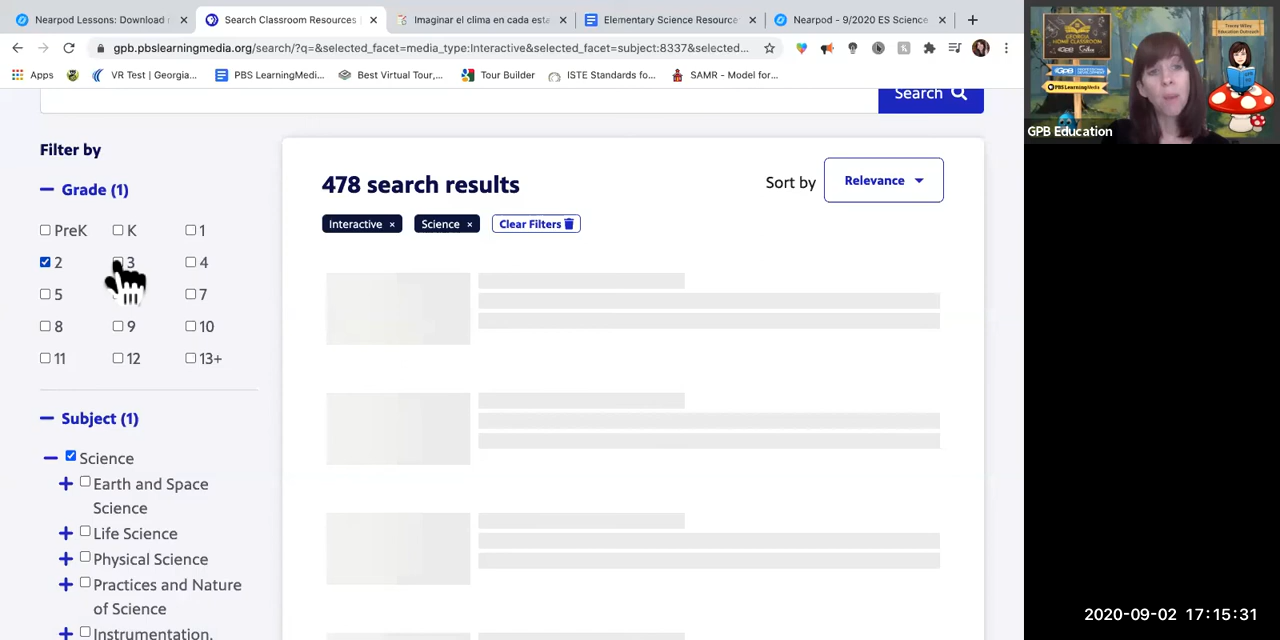 Nearpod Lessons: Download
Search Classroom Resources
Imaginar el clima en cada esta
Elementary Science Resource
Nearpod - 9/2020 ES Science
gpb.pbslearningmedia.org/search/?q=&selected_facet=media_type:Interactive&selected_facet=subject:8337&selected...
Apps
VR Test | Georgia...
PBS LearningMedi...
Best Virtual Tour,...
Tour Builder
ISTE Standards fo...
SAMR - Model for...
Search
GPB Education
Filter by
Grade (1)
PreK K 1
2 3 4
5 7
8 9 10
11 12 13+
Subject (1)
Science
Earth and Space
Science
Life Science
Physical Science
Practices and Nature
of Science
Instrumentation,
478 search results
Sort by
Relevance
Interactive ×
Science ×
Clear Filters
2020-09-02 17:15:31